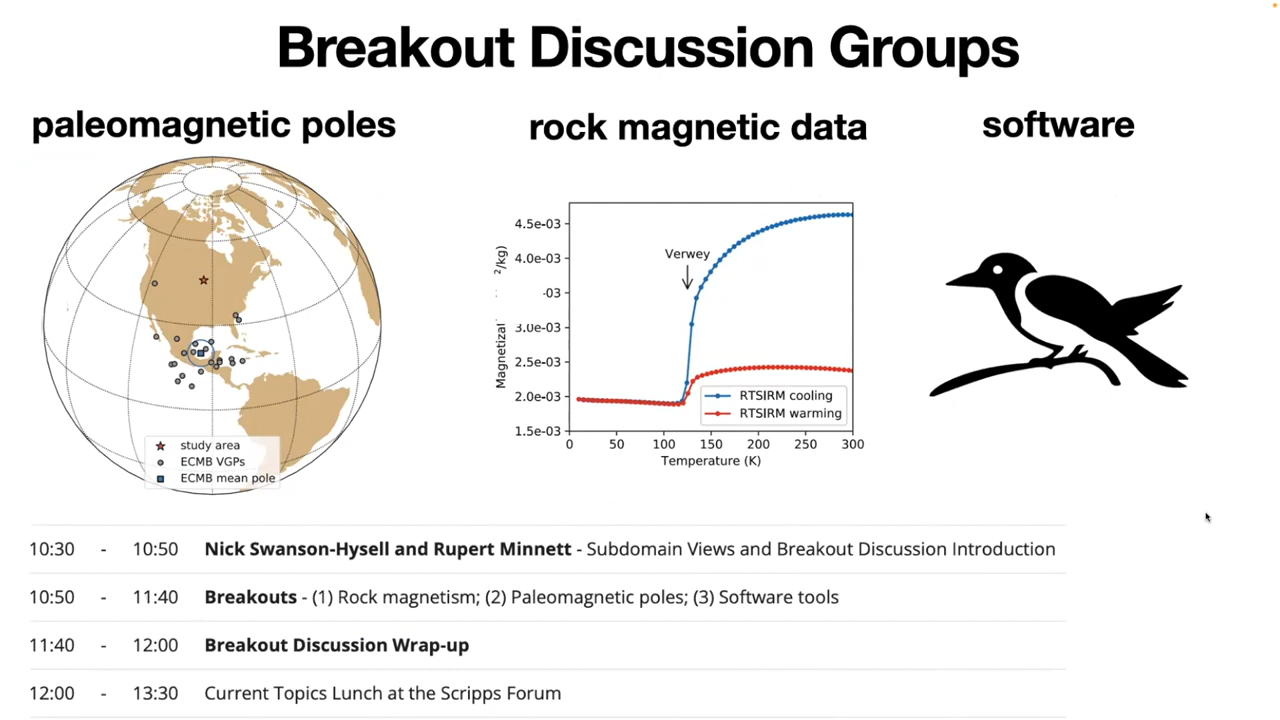 Breakout Discussion Groups
paleomagnetic poles
rock magnetic data
software
study area
ECMB VGPs
ECMB mean pole
4.5e-03
4.0e-03
-03
3.0e-03
2.5e-03
2.0e-03
1.5e-03
2/kg)
Verwey
RTSIRM cooling
RTSIRM warming
0 50 100 150 200 250 300
Temperature (K)
10:30 - 10:50 Nick Swanson-Hysell and Rupert Minnett - Subdomain Views and Breakout Discussion Introduction
10:50 - 11:40 Breakouts - (1) Rock magnetism; (2) Paleomagnetic poles; (3) Software tools
11:40 - 12:00 Breakout Discussion Wrap-up
12:00 - 13:30 Current Topics Lunch at the Scripps Forum